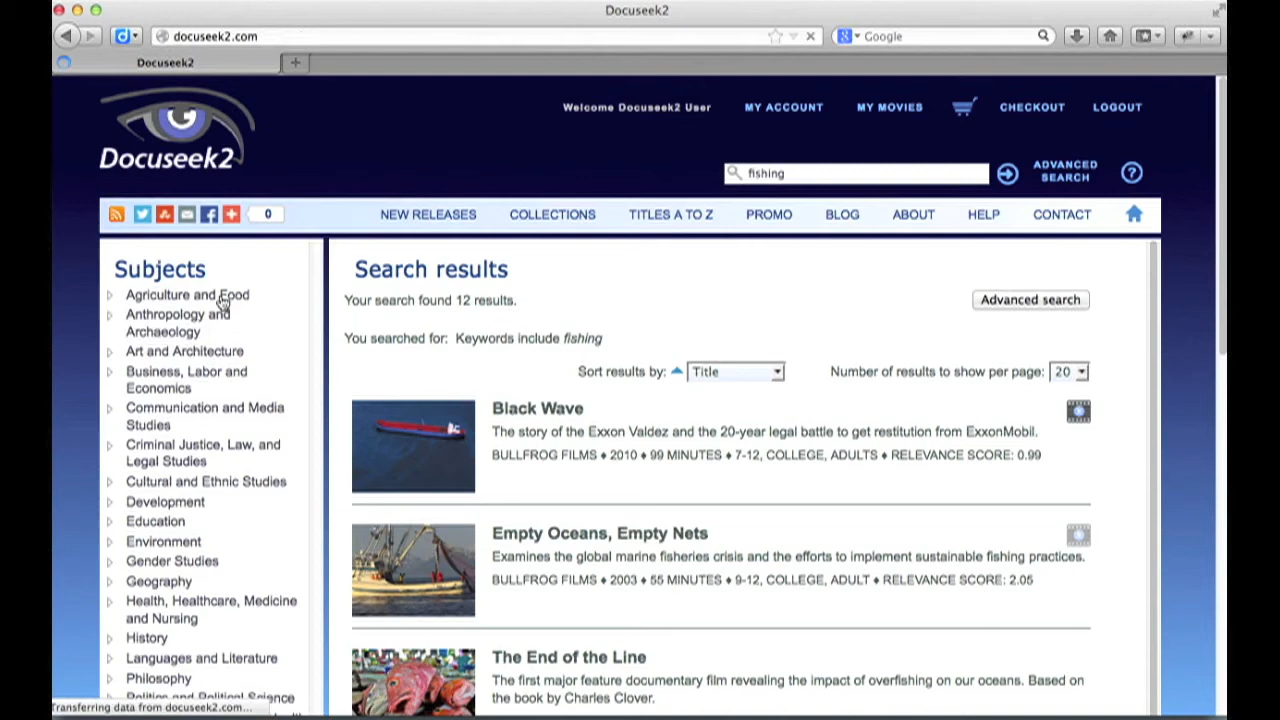 Docuseek2
docuseek2.com
Google
Docuseek2
Welcome Docuseek2 User
MY ACCOUNT
MY MOVIES
CHECKOUT
LOGOUT
Docuseek2
fishing
ADVANCED
SEARCH
?
0
NEW RELEASES
COLLECTIONS
TITLES A TO Z
PROMO
BLOG
ABOUT
HELP
CONTACT
Subjects
Agriculture and Food
Anthropology and
Archaeology
Art and Architecture
Business, Labor and
Economics
Communication and Media
Studies
Criminal Justice, Law, and
Legal Studies
Cultural and Ethnic Studies
Development
Education
Environment
Gender Studies
Geography
Health, Healthcare, Medicine
and Nursing
History
Languages and Literature
Philosophy
Politics and Political Science
Transferring data from docuseek2.com...
Search results
Your search found 12 results.
Advanced search
You searched for: Keywords include fishing
Sort results by: Title
Number of results to show per page: 20
Black Wave
The story of the Exxon Valdez and the 20-year legal battle to get restitution from ExxonMobil.
BULLFROG FILMS ♦ 2010 ♦ 99 MINUTES ♦ 7-12, COLLEGE, ADULTS ♦ RELEVANCE SCORE: 0.99
Empty Oceans, Empty Nets
Examines the global marine fisheries crisis and the efforts to implement sustainable fishing practices.
BULLFROG FILMS ♦ 2003 ♦ 55 MINUTES ♦ 9-12, COLLEGE, ADULT ♦ RELEVANCE SCORE: 2.05
The End of the Line
The first major feature documentary film revealing the impact of overfishing on our oceans. Based on
the book by Charles Clover.